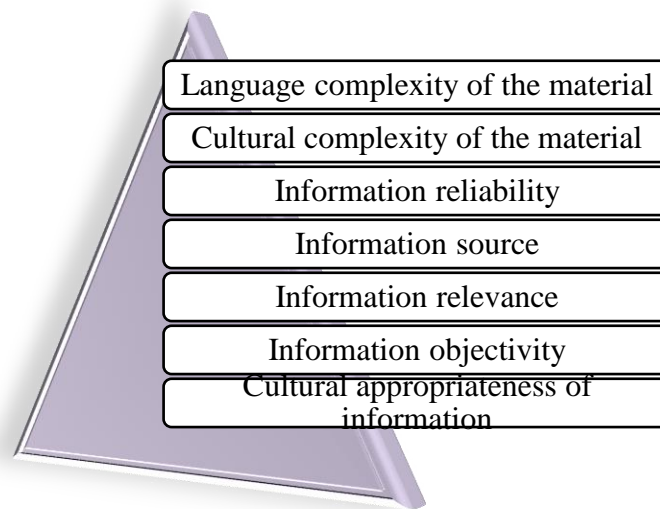 Language complexity of the material
Cultural complexity of the material
Information reliability
Information source
Information relevance
Information objectivity
Cultural appropriateness of
information